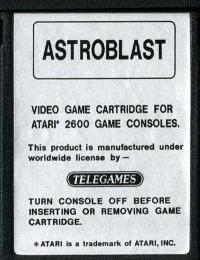 ASTROBLAST
VIDEO GAME CARTRIDGE FOR
ATARI* 2600 GAME CONSOLES.
This product is manufactured under
worldwide license by —
TELEGAMES
TURN CONSOLE OFF BEFORE
INSERTING OR REMOVING GAME
CARTRIDGE.
* ATARI is a trademark of ATARI, INC.